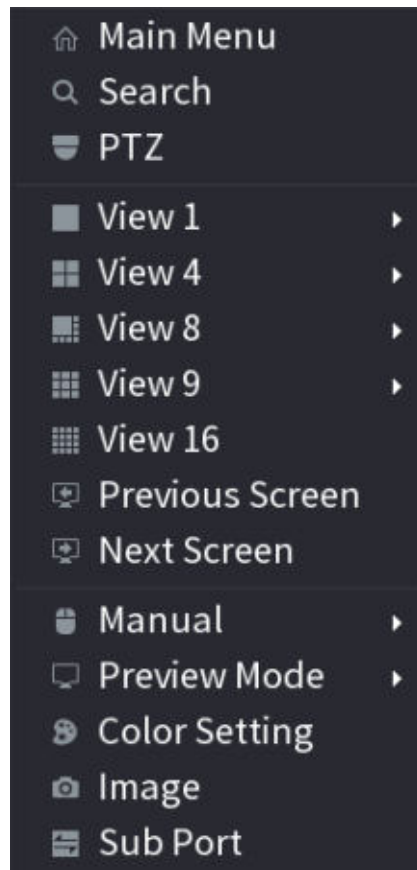 Main Menu
Search
PTZ
View 1
View 4
View 8
View 9
View 16
Previous Screen
Next Screen
Manual
Preview Mode
Color Setting
Image
Sub Port